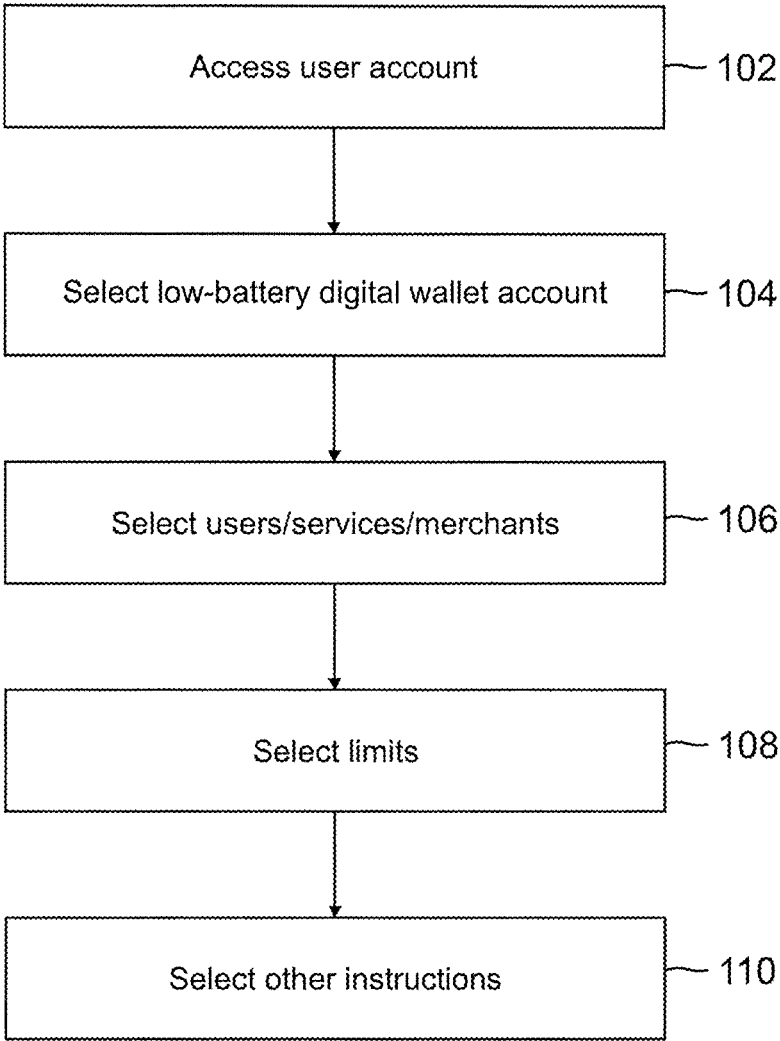 Access user account
102
Select low-battery digital wallet account
104
Select users/services/merchants
106
Select limits
108
Select other instructions
110